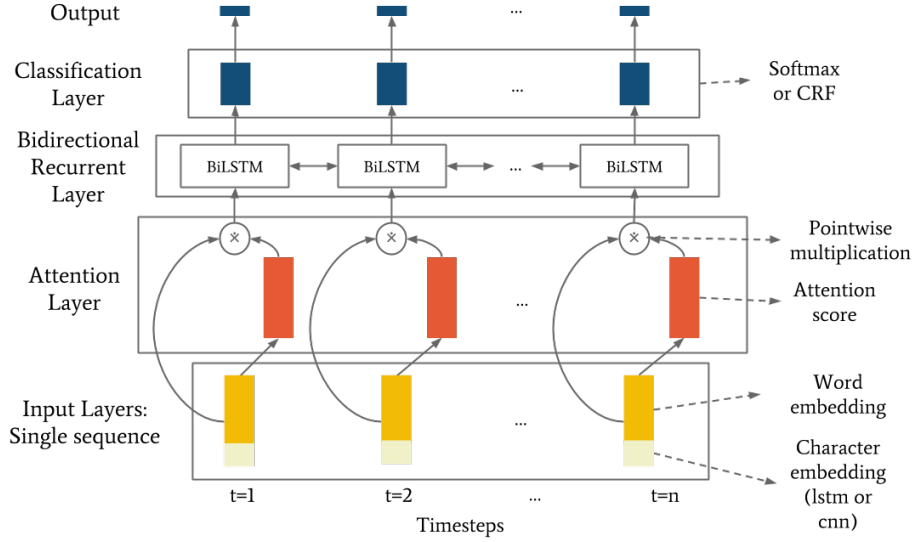 Output
...
Classification
Layer
...
Softmax
or CRF
Bidirectional
Recurrent
Layer
BiLSTM
BiLSTM
...
BiLSTM
Attention
Layer
ẋ
ẋ
ẋ
...
Pointwise
multiplication
Attention
score
Input Layers:
Single sequence
...
Word
embedding
Character
embedding
(lstm or
cnn)
t=1
t=2
...
t=n
Timesteps